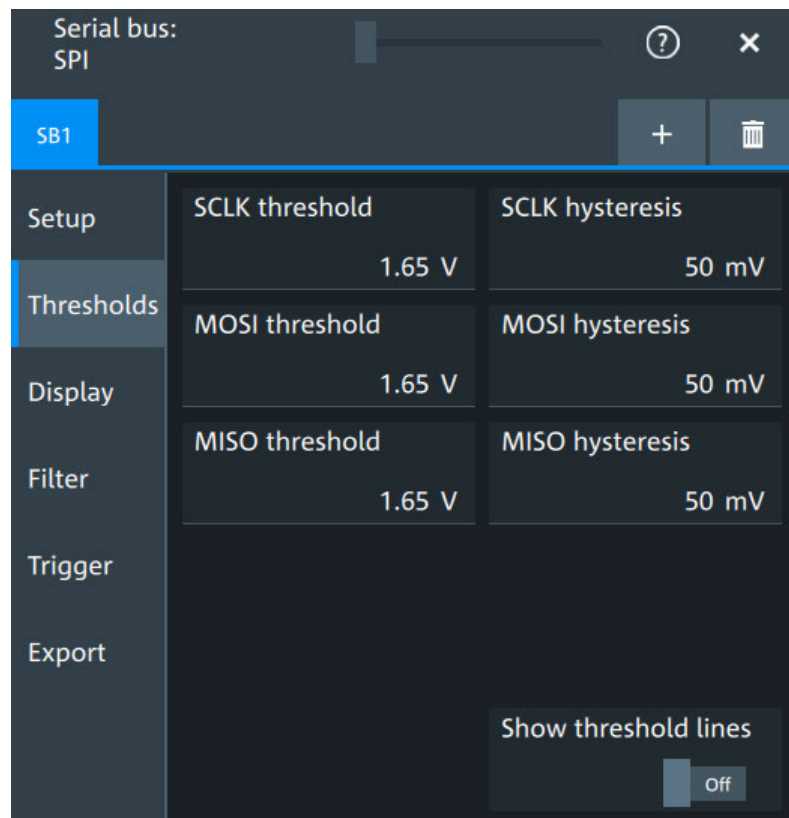 Serial bus:
SPI
?
SB1
Setup
Thresholds
Display
Filter
Trigger
Export
SCLK threshold
1.65 V
SCLK hysteresis
50 mV
MOSI threshold
1.65 V
MOSI hysteresis
50 mV
MISO threshold
1.65 V
MISO hysteresis
50 mV
Show threshold lines
Off